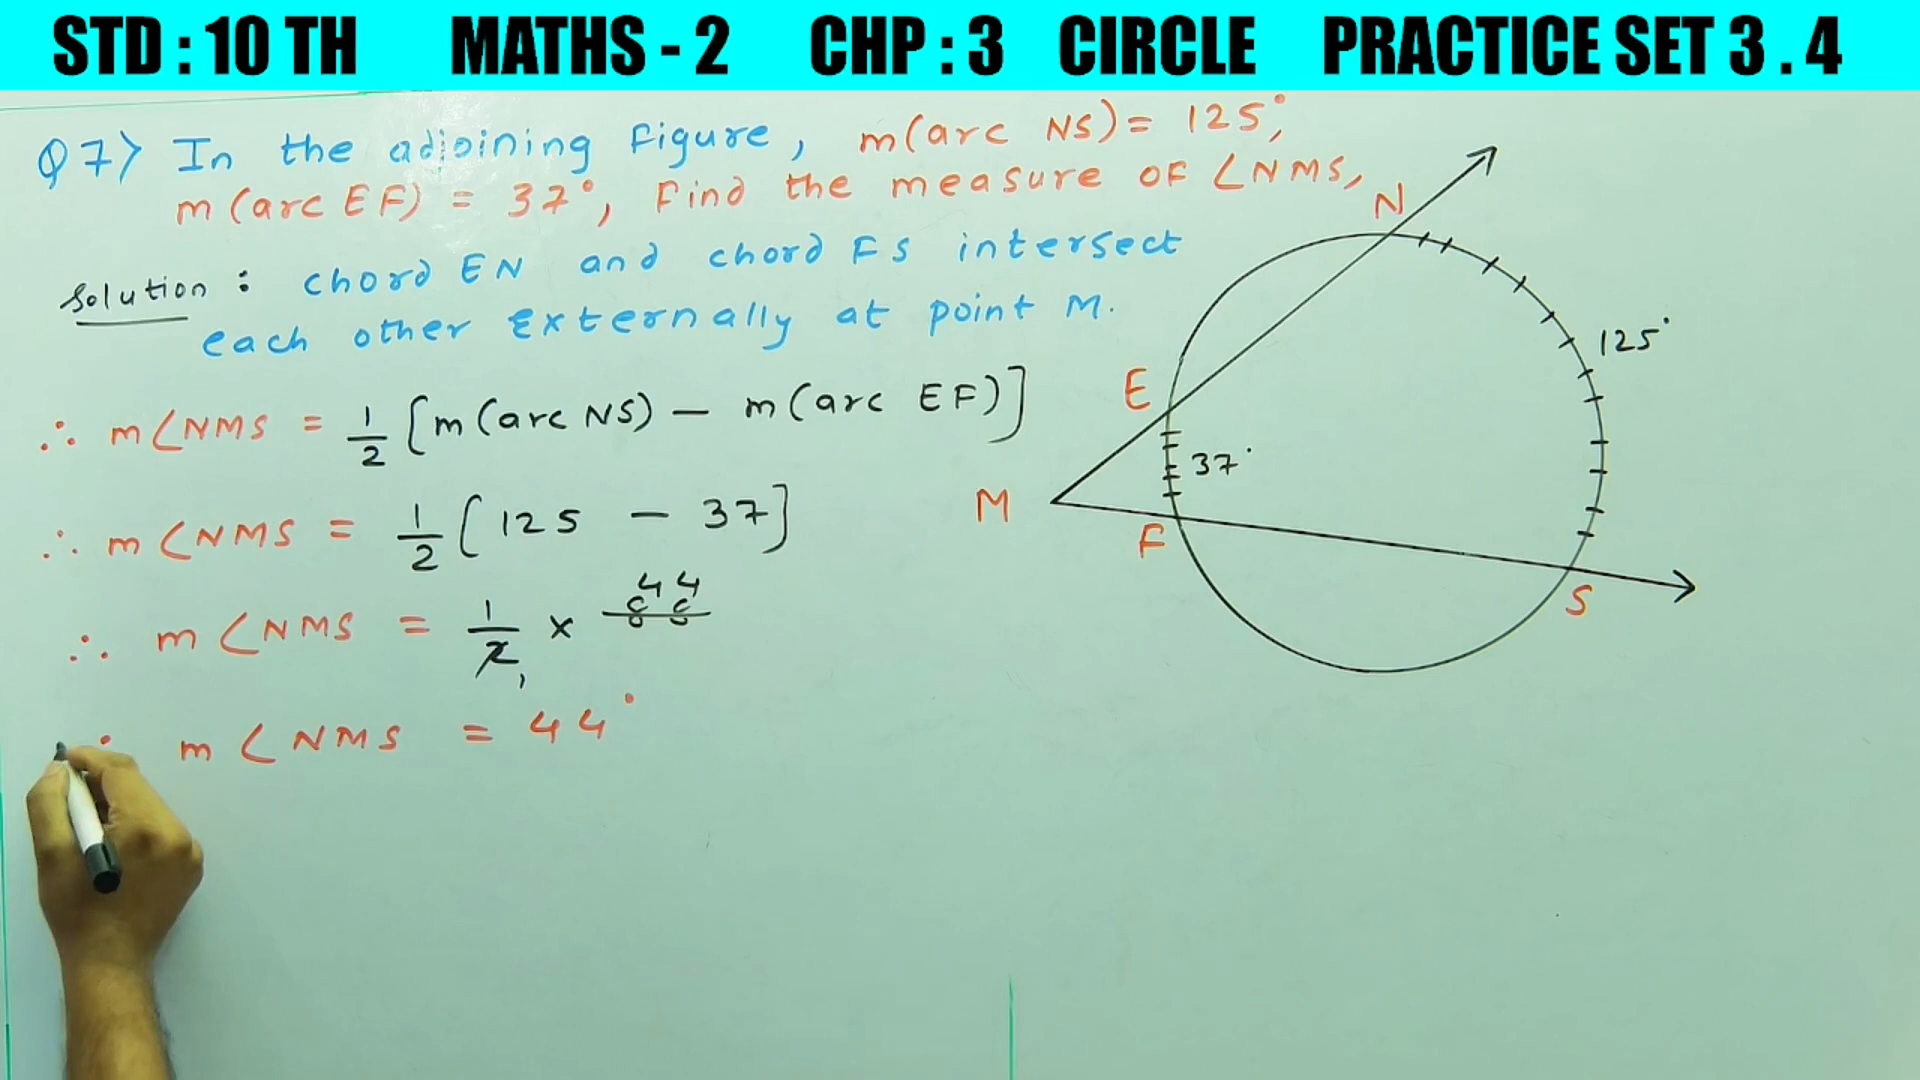 STD : 10 TH MATHS - 2 CHP : 3 CIRCLE PRACTICE SET 3 . 4
Q 7> In the adjoining Figure, m(arc NS) = 125°,
m(arc EF) = 37°, Find the measure OF ∠NMS,
Solution : chord EN and chord FS intersect
each other Externally at point M.
∴ m∠NMS = 1/2 [m(arc NS) — m(arc EF)]
∴ m∠NMS = 1/2 [125 — 37]
∴ m∠NMS = 1/2 × 88
44
1
m∠NMS = 44°
N
125°
E
37°
M
F
S